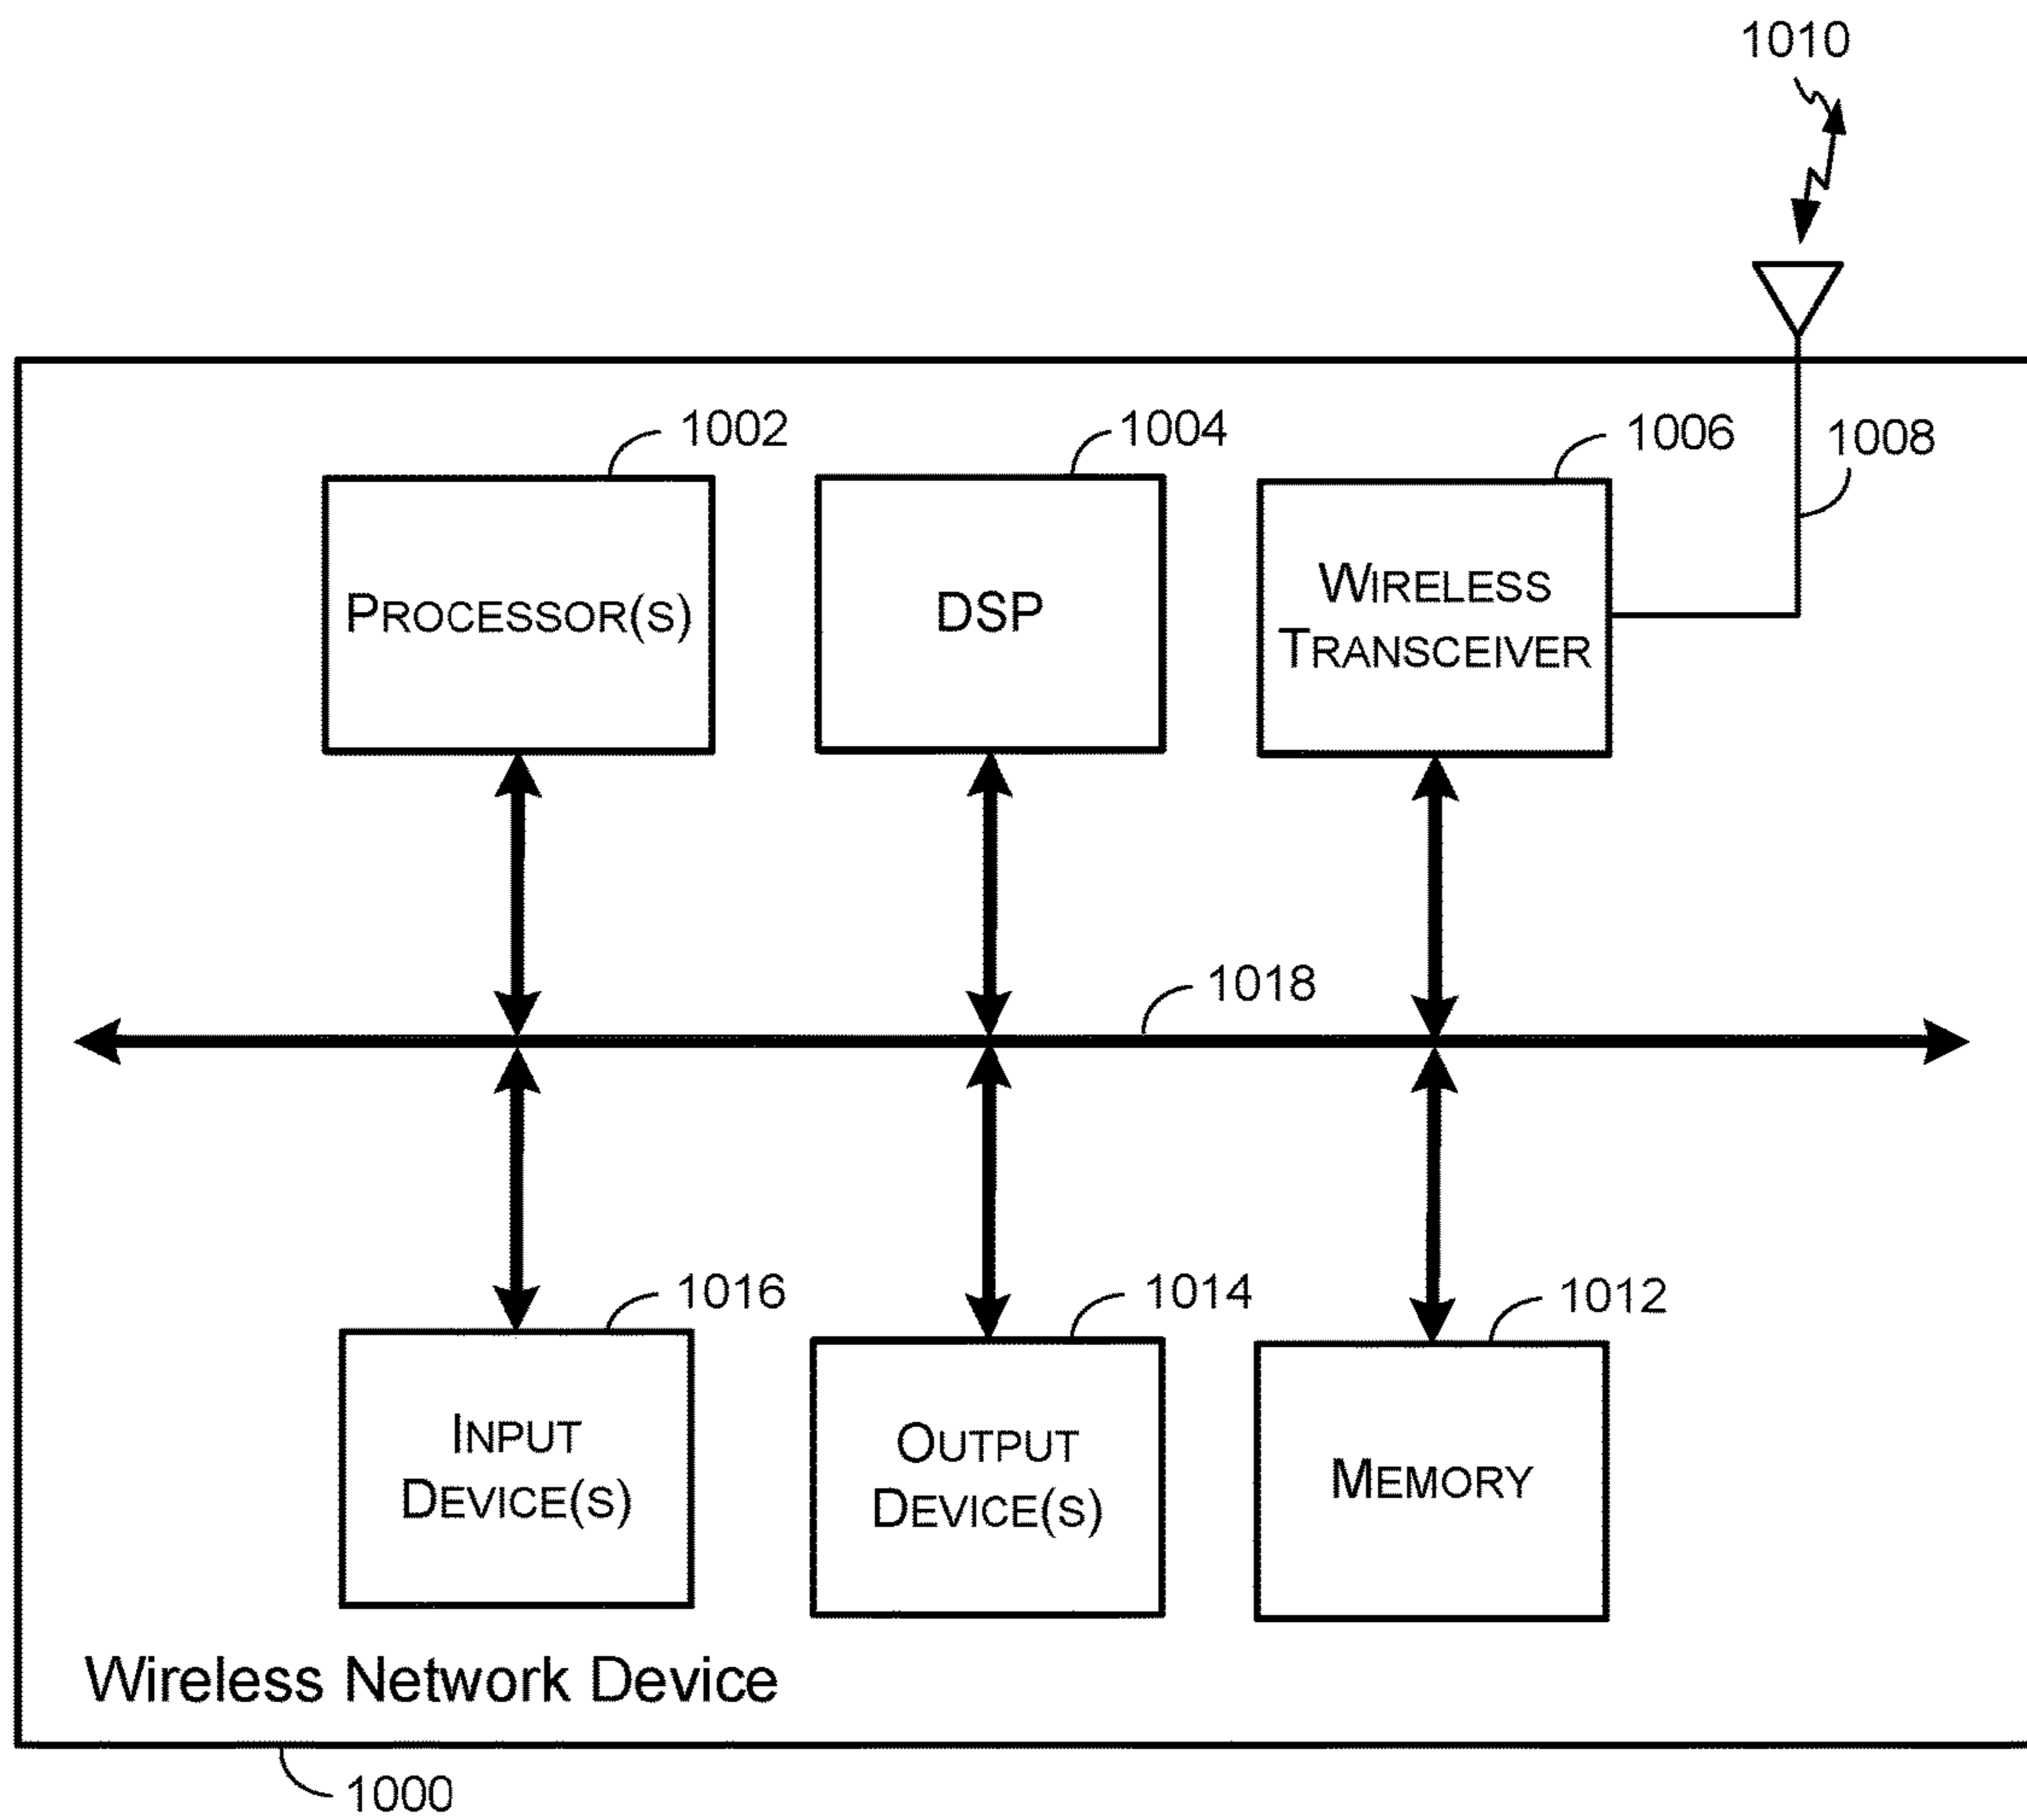 1010
1002
1004
1006
1008
PROCESSOR(S)
DSP
WIRELESS
TRANSCEIVER
1018
1016
1014
1012
INPUT
DEVICE(S)
OUTPUT
DEVICE(S)
MEMORY
Wireless Network Device
1000